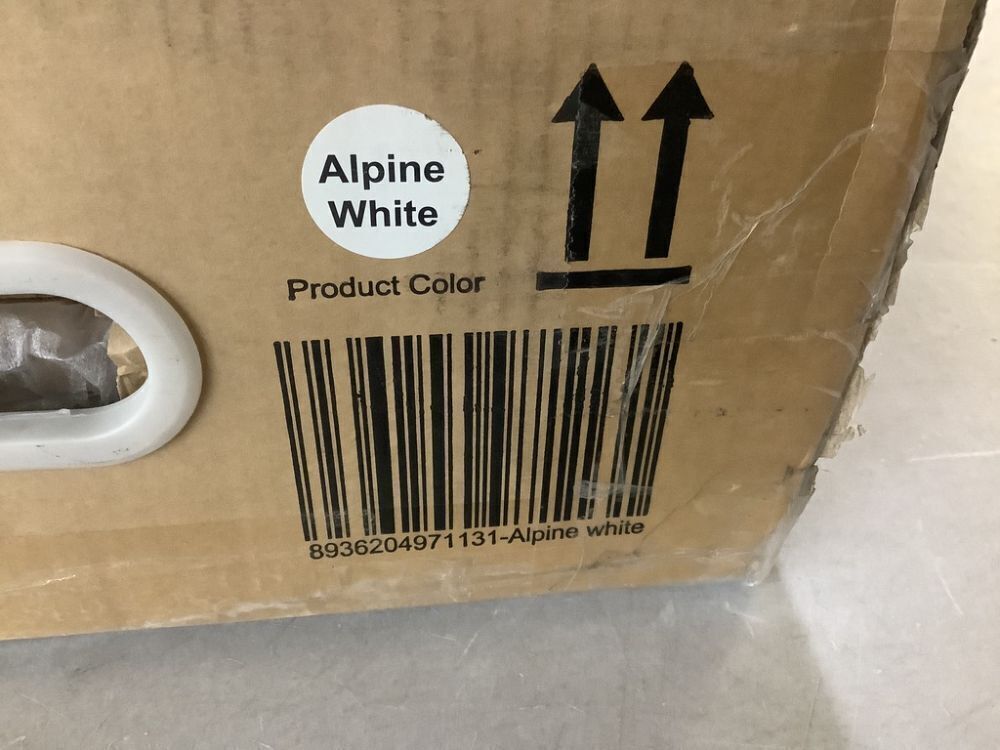 Alpine
White
Product Color
8936204971131-Alpine white